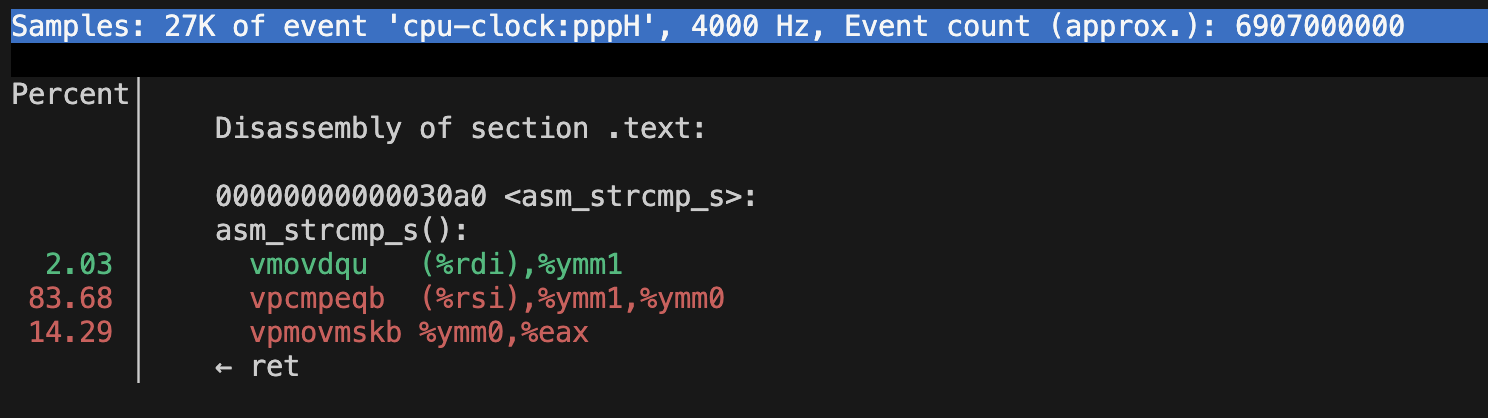 Samples: 27K of event 'cpu-clock:pppH', 4000 Hz, Event count (approx.): 6907000000
Percent
Disassembly of section .text:
00000000000030a0 <asm_strcmp_s>:
asm_strcmp_s():
2.03 vmovdqu (%rdi),%ymm1
83.68 vpcmpeqb (%rsi),%ymm1,%ymm0
14.29 vpmovmskb %ymm0,%eax
← ret